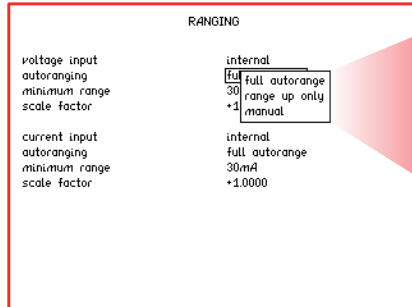 RANGING
voltage input internal
autoranging
full autorange
minimum range 30
range up only
scale factor +1
manual
current input internal
autoranging full autorange
minimum range 30mA
scale factor +1.0000